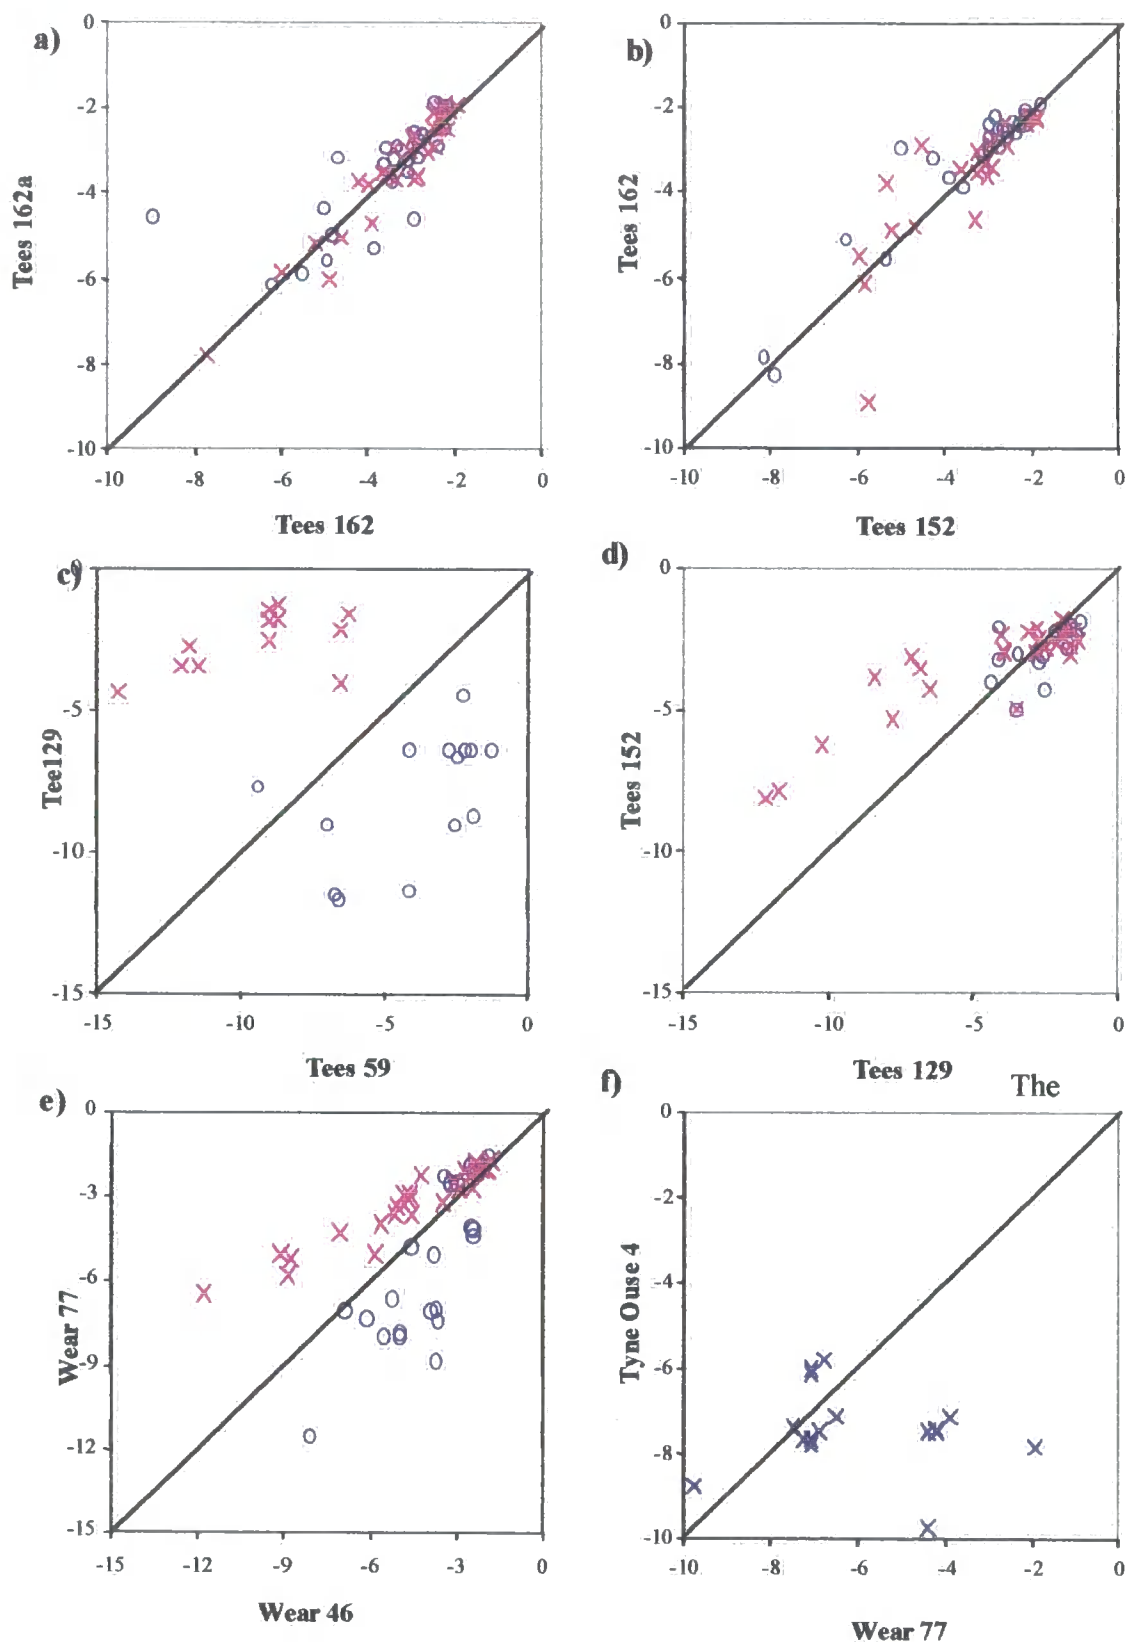 a)
0
-2
-4
-6
-8
-10
Tees 162a
-10 -8 -6 -4 -2 0
Tees 162
b)
0
-2
-4
-6
-8
-10
Tees 162
-10 -8 -6 -4 -2 0
Tees 152
c)
0
-5
-10
-15
Tee129
-15 -10 -5 0
Tees 59
d)
0
-5
-10
-15
Tees 152
-15 -10 -5 0
Tees 129
e)
0
-3
-6
-9
-12
-15
Wear 77
-15 -12 -9 -6 -3 0
Wear 46
f)
The
0
-2
-4
-6
-8
-10
Tyne Ouse 4
-10 -8 -6 -4 -2 0
Wear 77